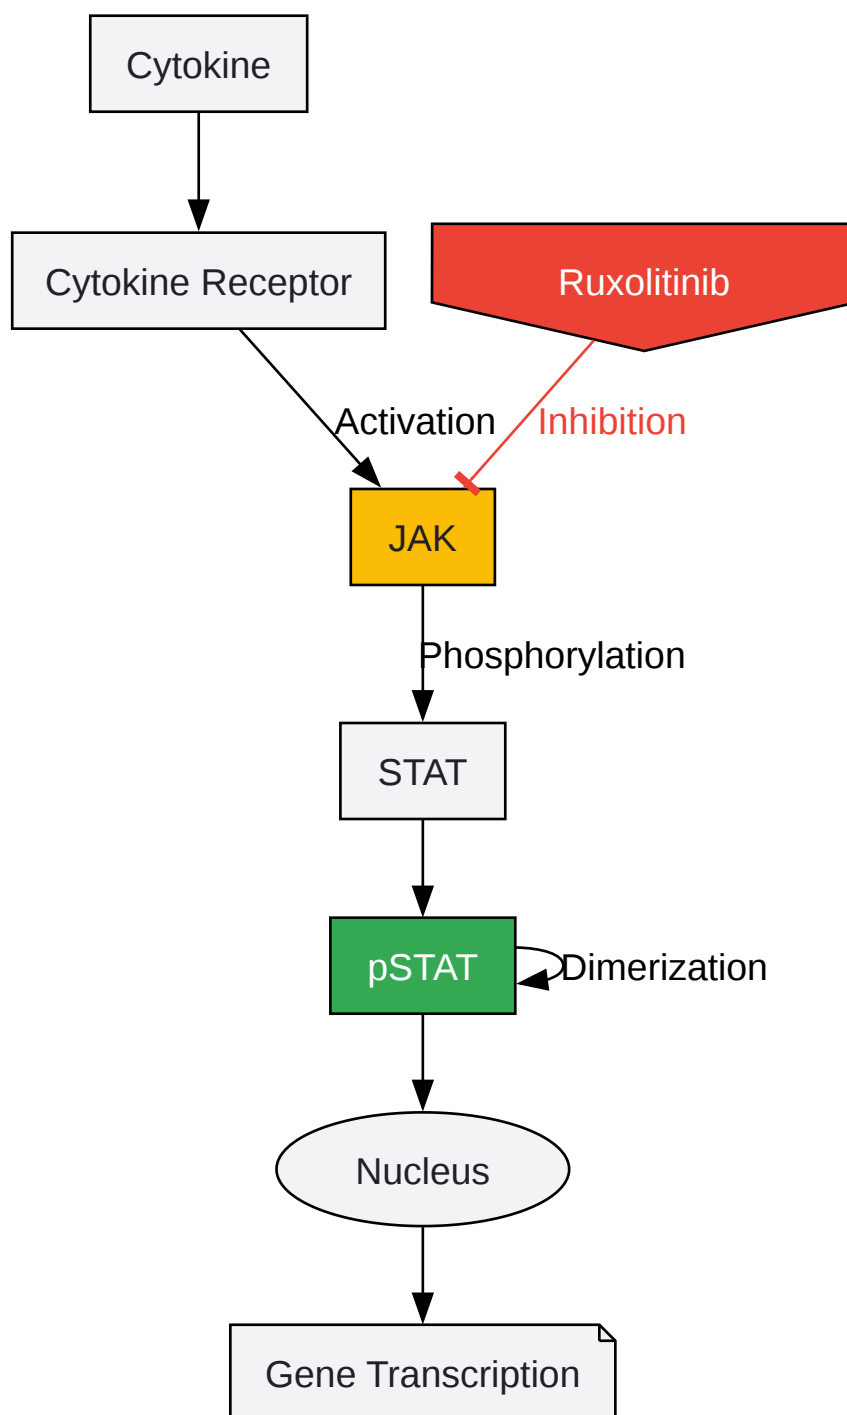 Cytokine
Cytokine Receptor
Ruxolitinib
Activation
Inhibition
JAK
Phosphorylation
STAT
pSTAT
Dimerization
Nucleus
Gene Transcription